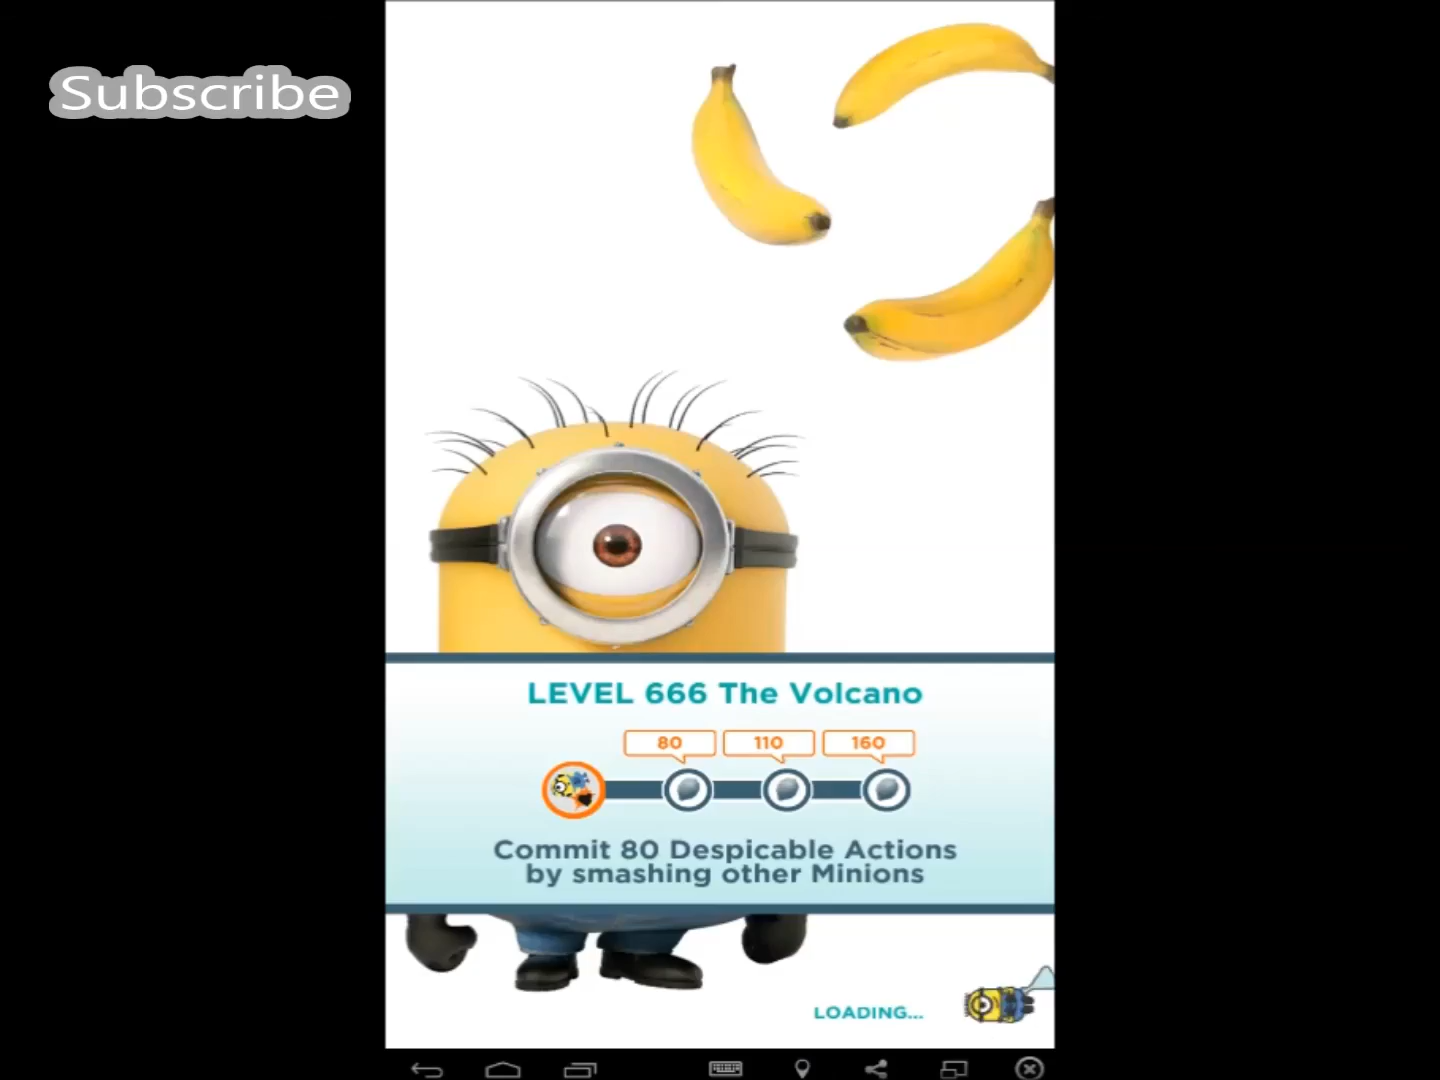 Subscribe
LEVEL 666 The Volcano
80 110 160
Commit 80 Despicable Actions
by smashing other Minions
LOADING...